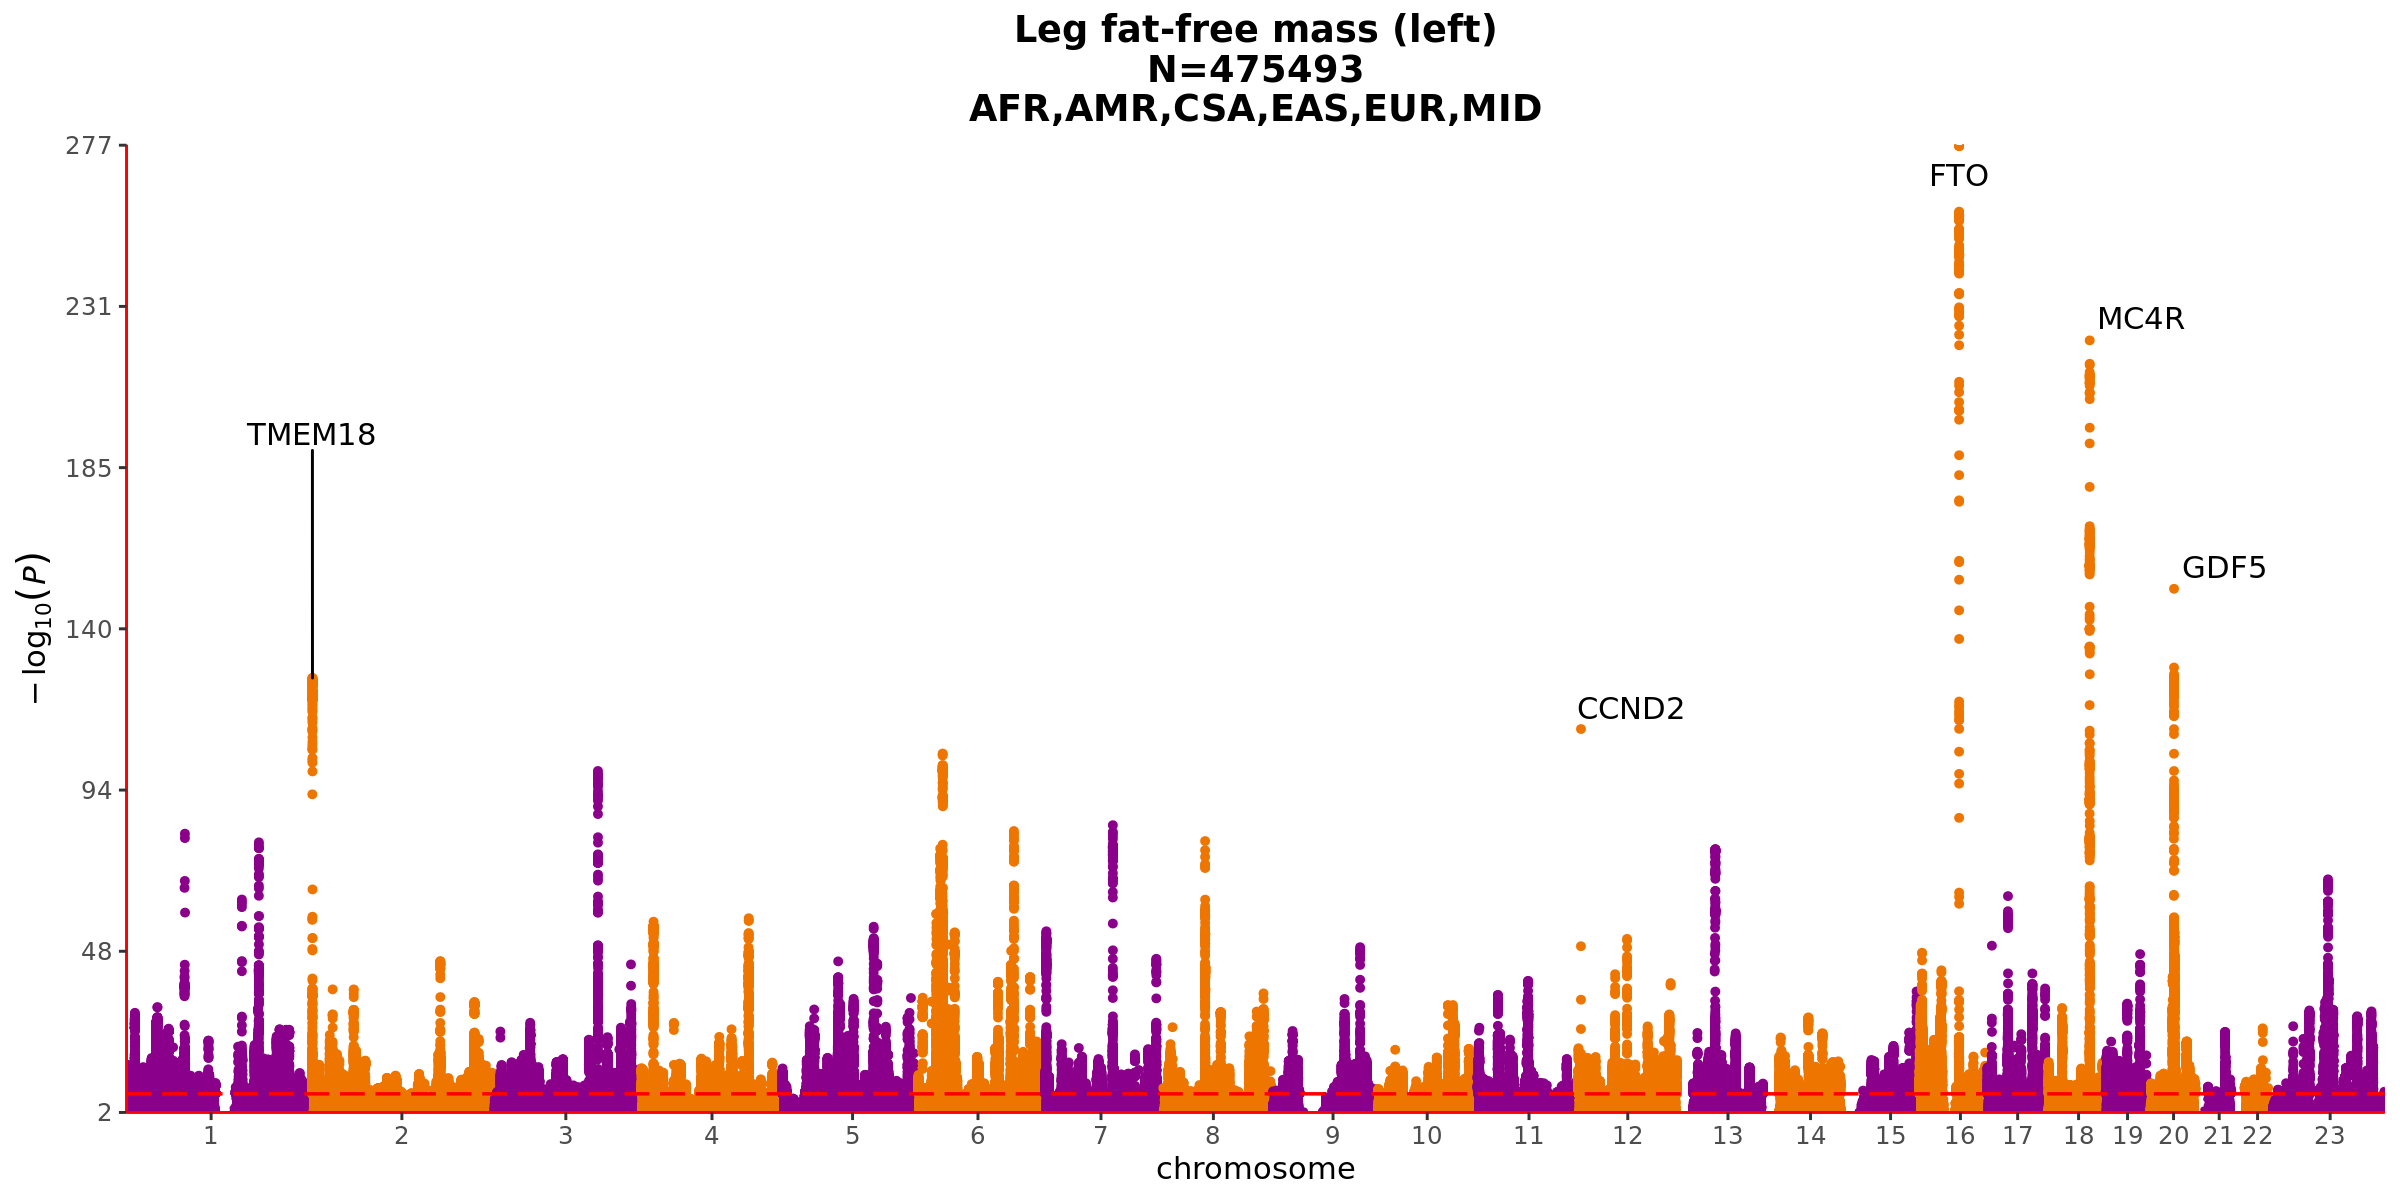 Leg fat-free mass (left)
N=475493
AFR,AMR,CSA,EAS,EUR,MID
277
231
185
140
94
48
2
−log10(P)
FTO
MC4R
TMEM18
GDF5
CCND2
1 2 3 4 5 6 7 8 9 10 11 12 13 14 15 16 17 18 19 20 21 22 23
chromosome